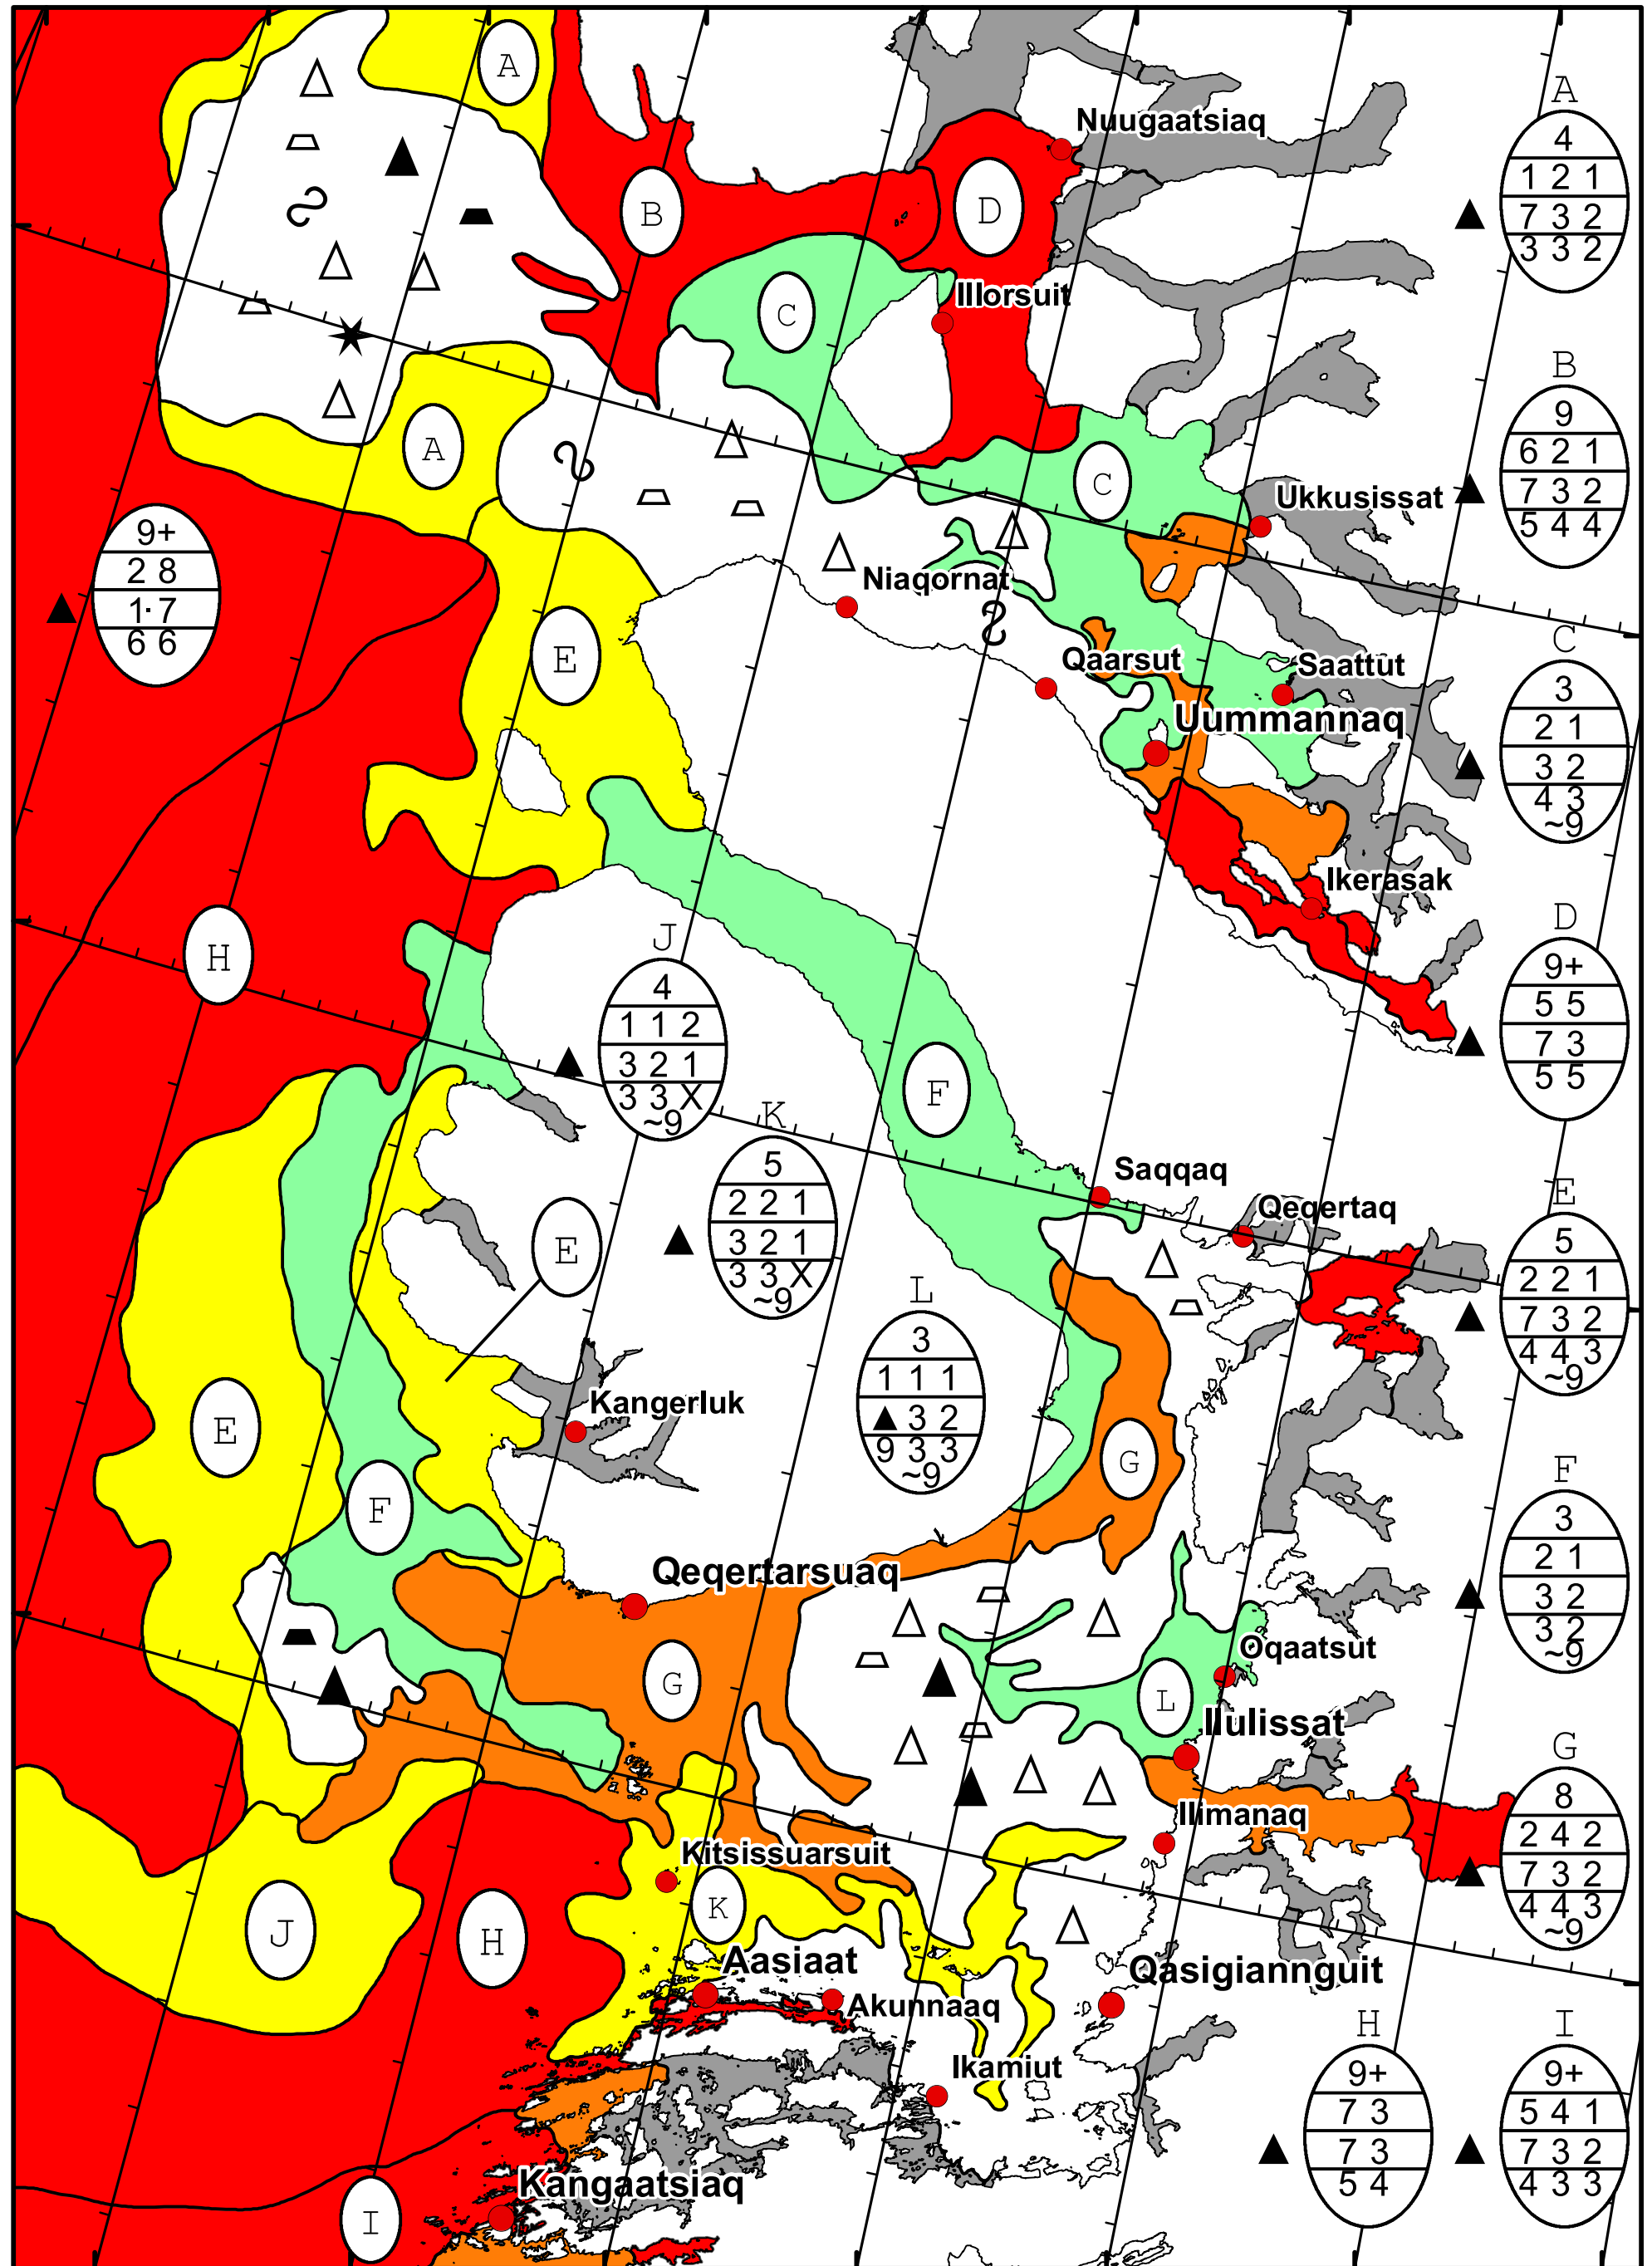 A
A
4
1 2 1
7 3 2
3 3 2
Nuugaatsiaq
B
D
C
Illorsuit
B
9
6 2 1
7 3 2
5 4 4
A
C
Ukkusissat
9+
2 8
1· 7
6 6
Niaqornat
E
Qaarsut
Saattut
Uummannaq
C
3
2 1
3 2
4 3
~9
Ikerasak
H
J
4
1 1 2
3 2 1
3 3 X
~9
D
9+
5 5
7 3
5 5
F
K
5
2 2 1
3 2 1
3 3 X
~9
Saqqaq
Qeqertaq
E
E
5
2 2 1
7 3 2
4 4 3
~9
L
3
1 1 1
▲ 3 2
9 3 3
~9
E
Kangerluk
G
F
F
3
2 1
3 2
3 2
~9
Qeqertarsuaq
G
Oqaatsut
L
Ilulissat
G
8
2 4 2
7 3 2
4 4 3
~9
Ilimanaq
Kitsissuarsuit
K
J
H
Aasiaat
Qasigiannguit
Akunnaaq
Ikamiut
H
9+
7 3
7 3
5 4
I
9+
5 4 1
7 3 2
4 3 3
Kangaatsiaq
I